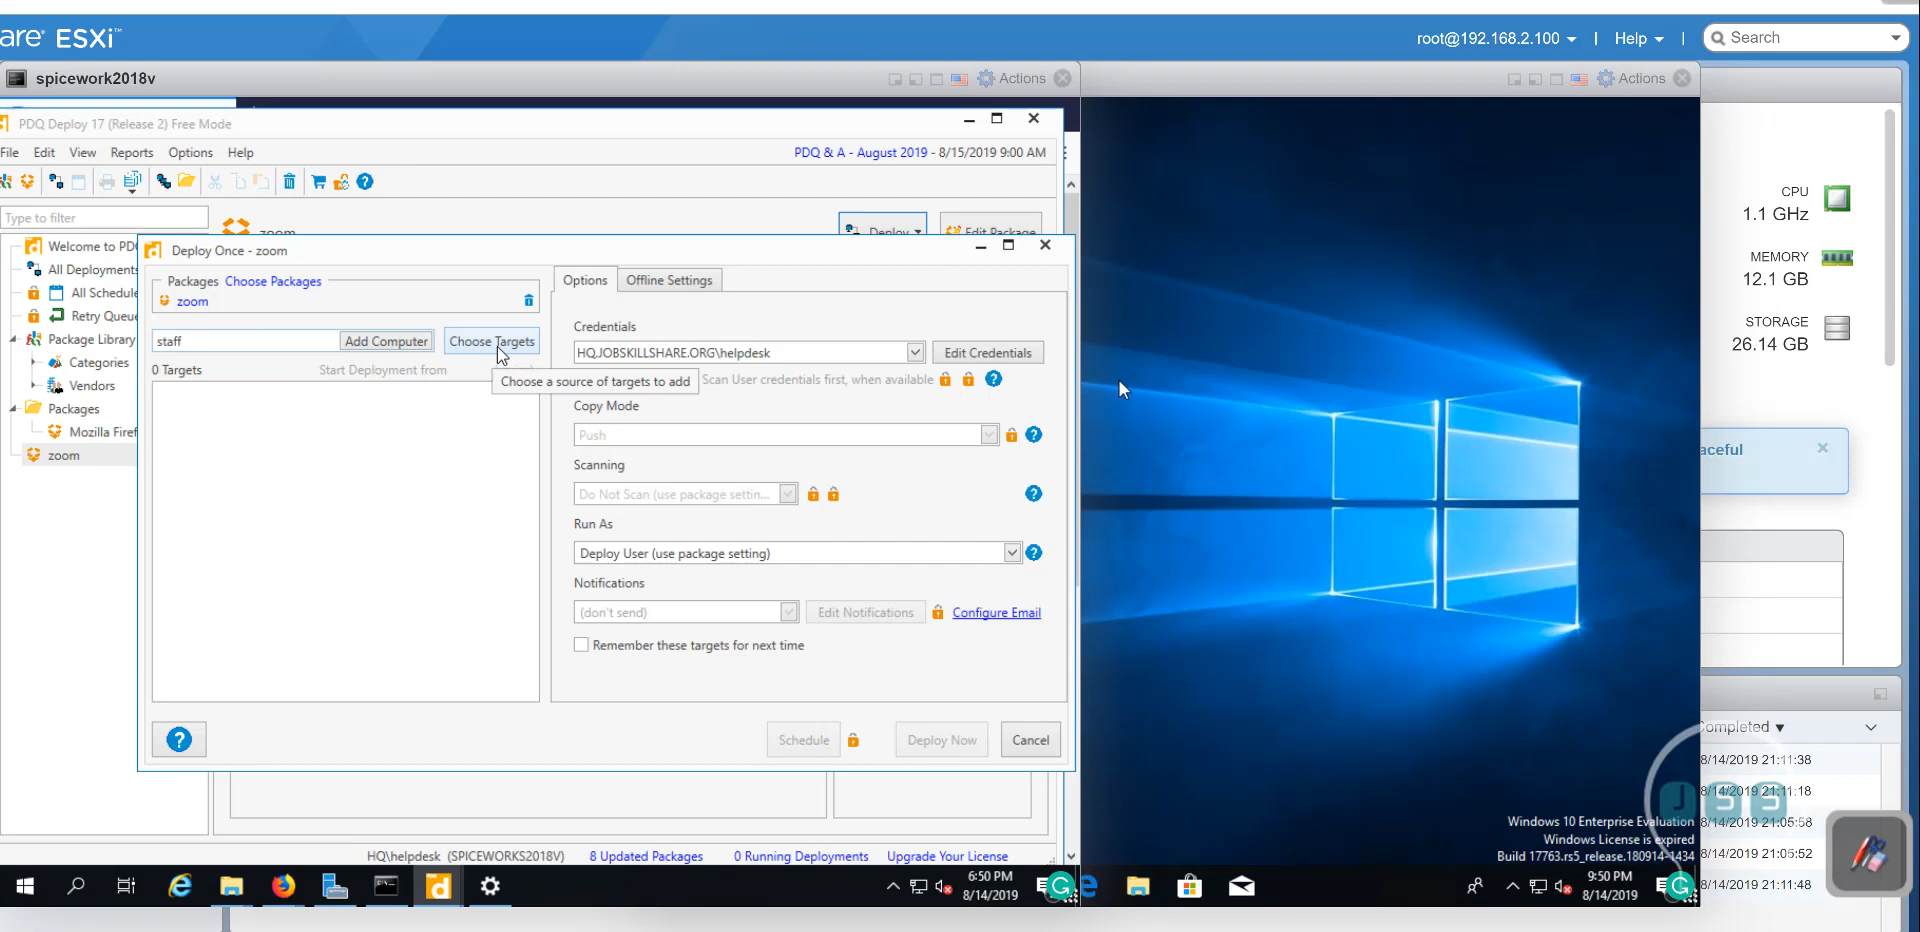 are ESXi™
root@192.168.2.100
|
Help
|
Search
spicework2018v
Actions
Actions
PDQ Deploy 17 (Release 2) Free Mode
File Edit View Reports Options Help
PDQ & A - August 2019 - 8/15/2019 9:00 AM
Type to filter
zoom
Deploy
Edit Package
Welcome to PD
All Deployments
All Schedule
Retry Queu
Package Library
Categories
Vendors
Packages
Mozilla Firef
zoom
Deploy Once - zoom
Packages Choose Packages
zoom
staff
Add Computer
Choose Targets
0 Targets
Start Deployment from
Choose a source of targets to add
Options
Offline Settings
Credentials
HQ.JOBSKILLSHARE.ORG\helpdesk
Edit Credentials
Scan User credentials first, when available
Copy Mode
Push
Scanning
Do Not Scan (use package settin...
Run As
Deploy User (use package setting)
Notifications
(don't send)
Edit Notifications
Configure Email
Remember these targets for next time
Schedule
Deploy Now
Cancel
HQ\helpdesk (SPICEWORKS2018V)
8 Updated Packages
0 Running Deployments
Upgrade Your License
6:50 PM
8/14/2019
Windows 10 Enterprise Evaluation
Windows License is expired
Build 17763.rs5_release.180914-1434
9:50 PM
8/14/2019
CPU
1.1 GHz
MEMORY
12.1 GB
STORAGE
26.14 GB
aceful
Completed ▼
8/14/2019 21:11:38
8/14/2019 21:11:18
8/14/2019 21:05:58
8/14/2019 21:05:52
8/14/2019 21:11:48
JSS